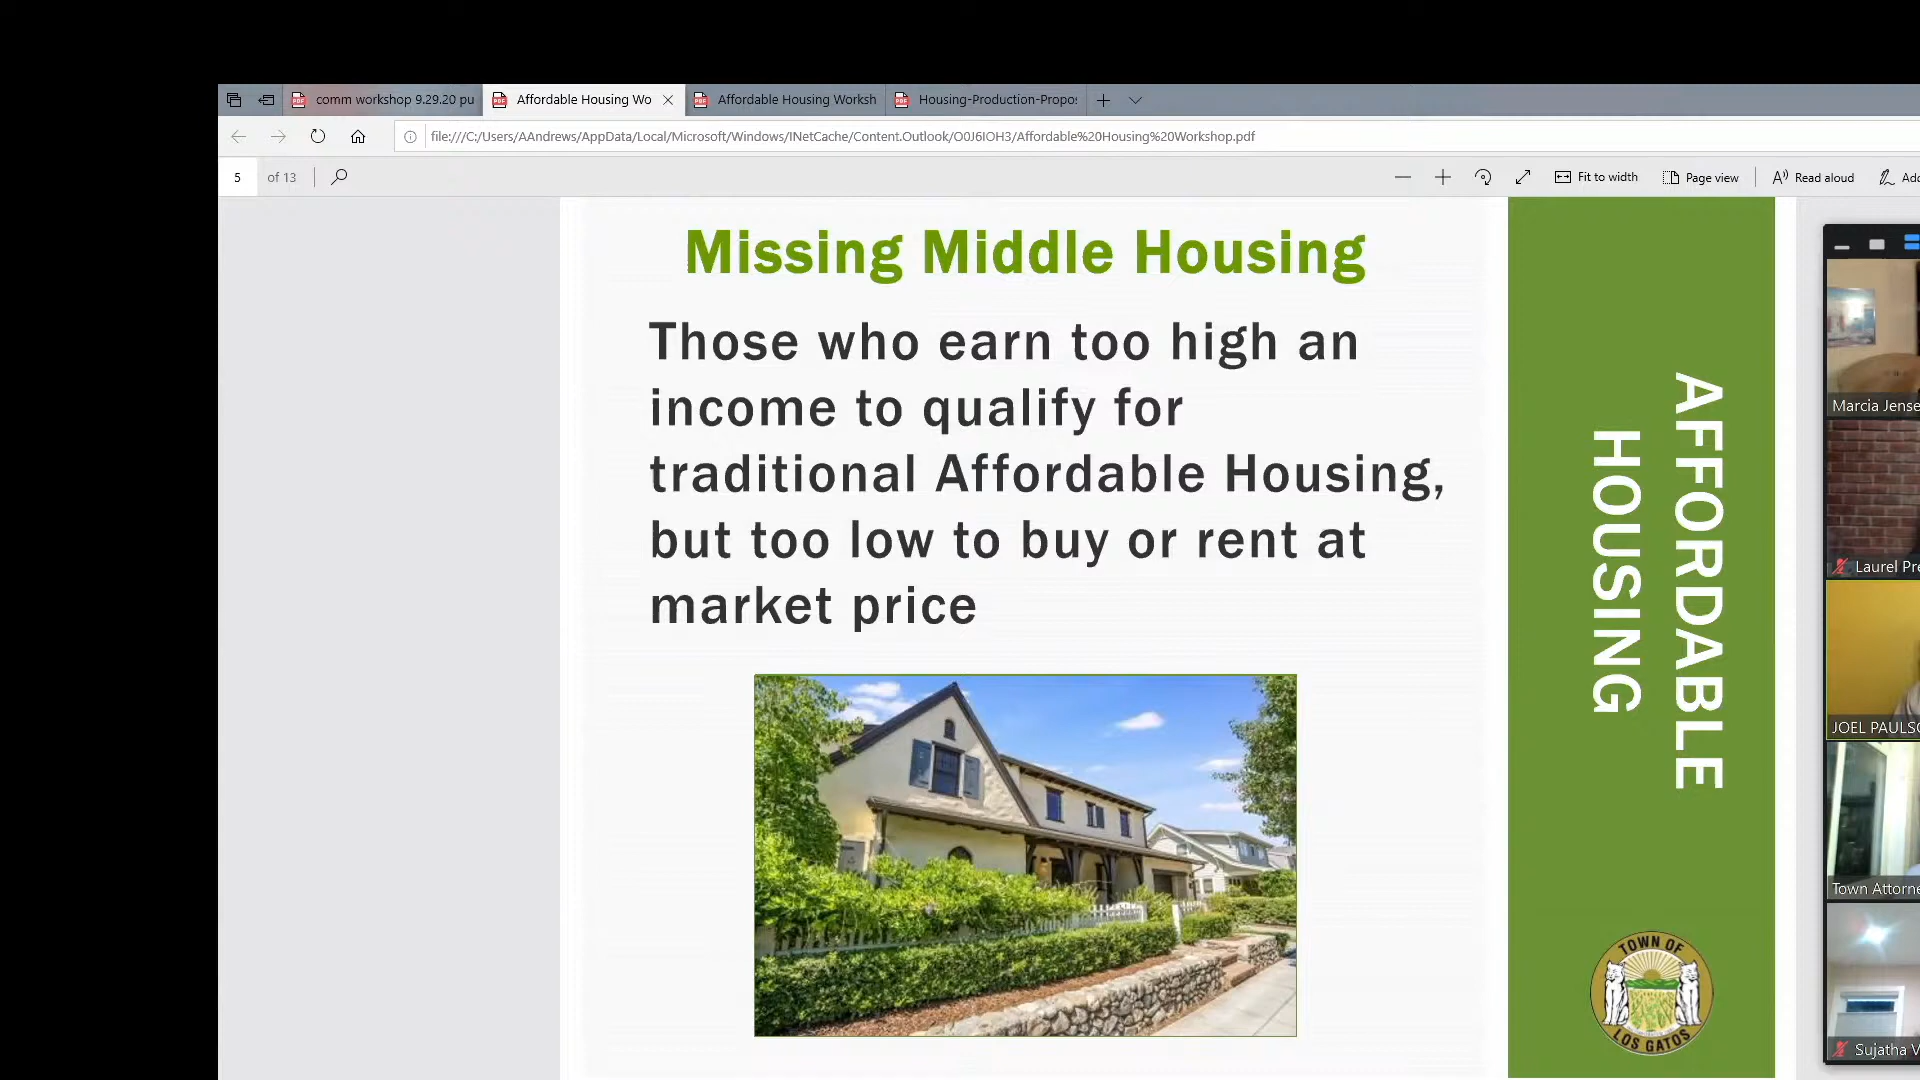 comm workshop 9.29.20 pu
Affordable Housing Wo
Affordable Housing Worksh
Housing-Production-Propos
file:///C:/Users/AAndrews/AppData/Local/Microsoft/Windows/INetCache/Content.Outlook/O0J6IOH3/Affordable%20Housing%20Workshop.pdf
5 of 13
Fit to width
Page view
Read aloud
Add
Missing Middle Housing
Those who earn too high an
income to qualify for
traditional Affordable Housing,
but too low to buy or rent at
market price
AFFORDABLE
HOUSING
TOWN OF
LOS GATOS
Marcia Jense
Laurel Pre
JOEL PAULSO
Town Attorne
Sujatha V